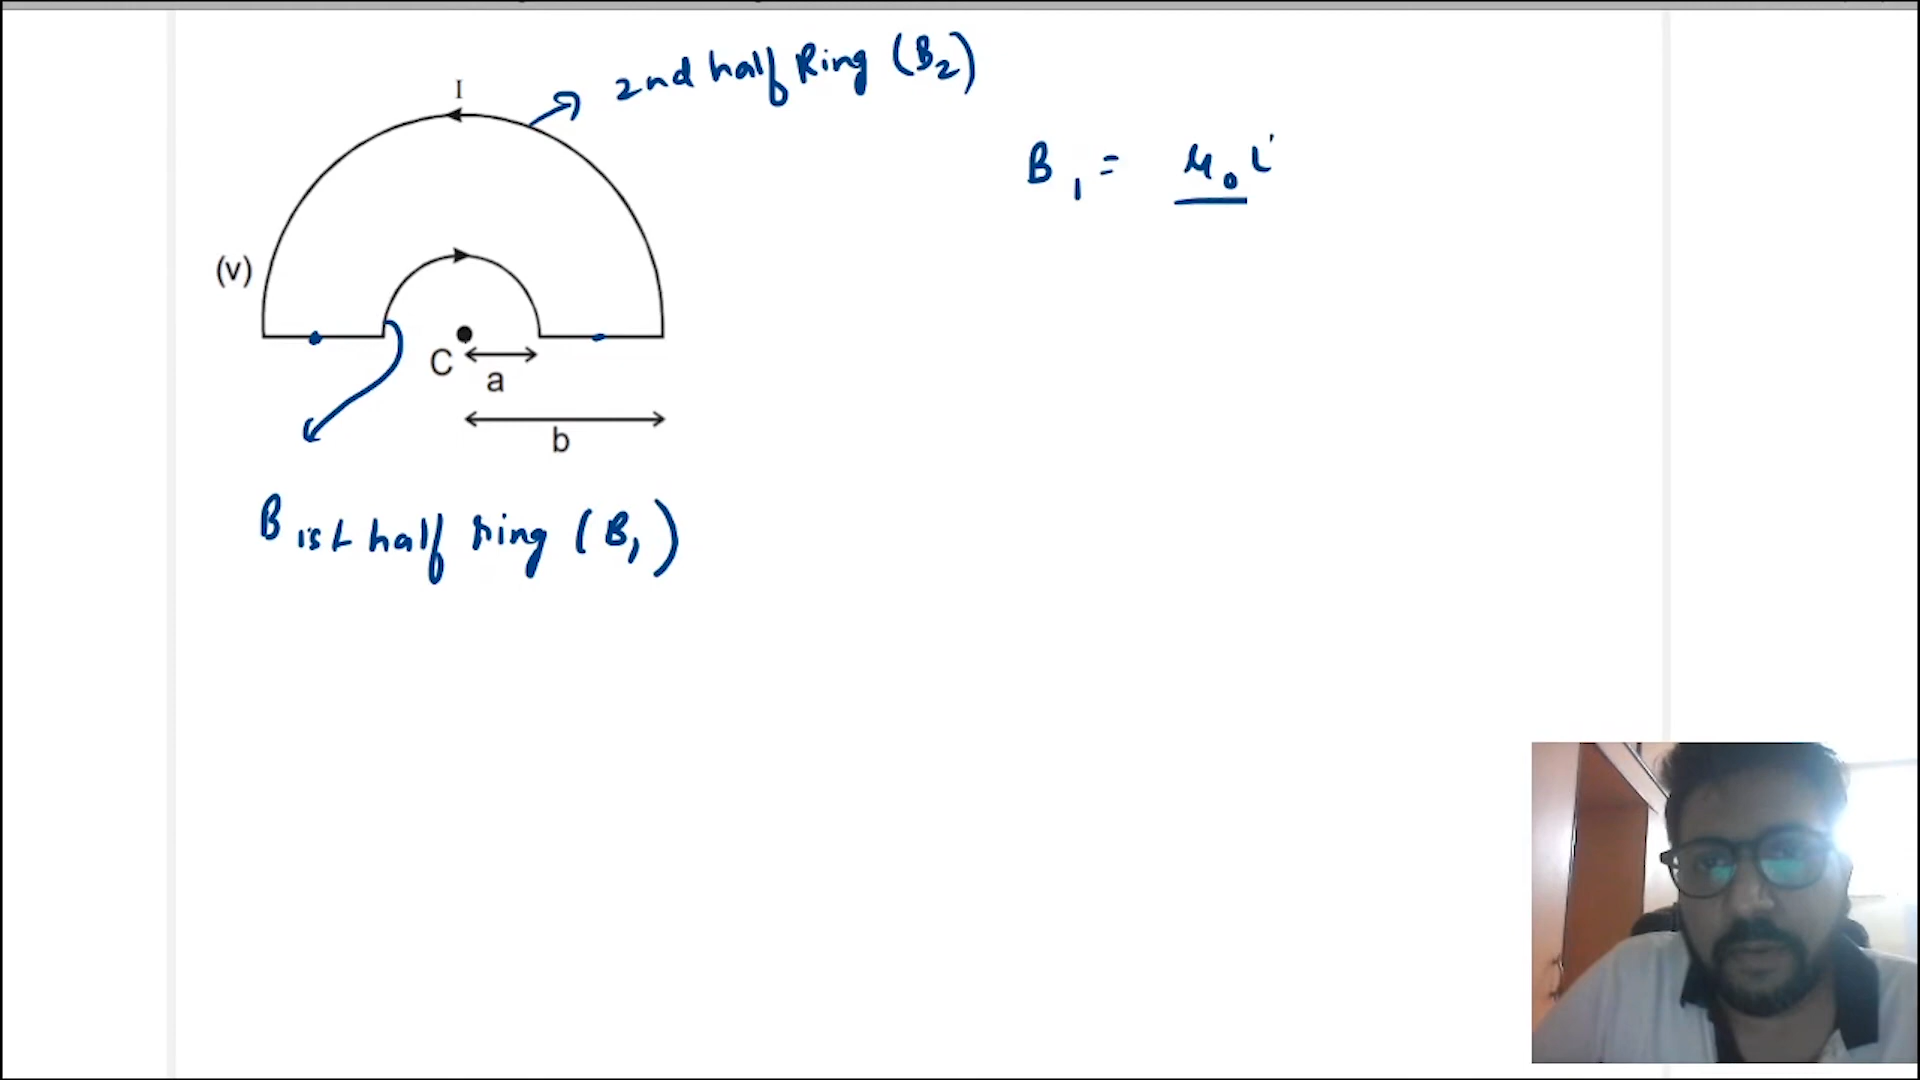 2nd half Ring (B2)
I
B1 = μ0 i
(v)
C
a
b
B 1st half ring (B1)